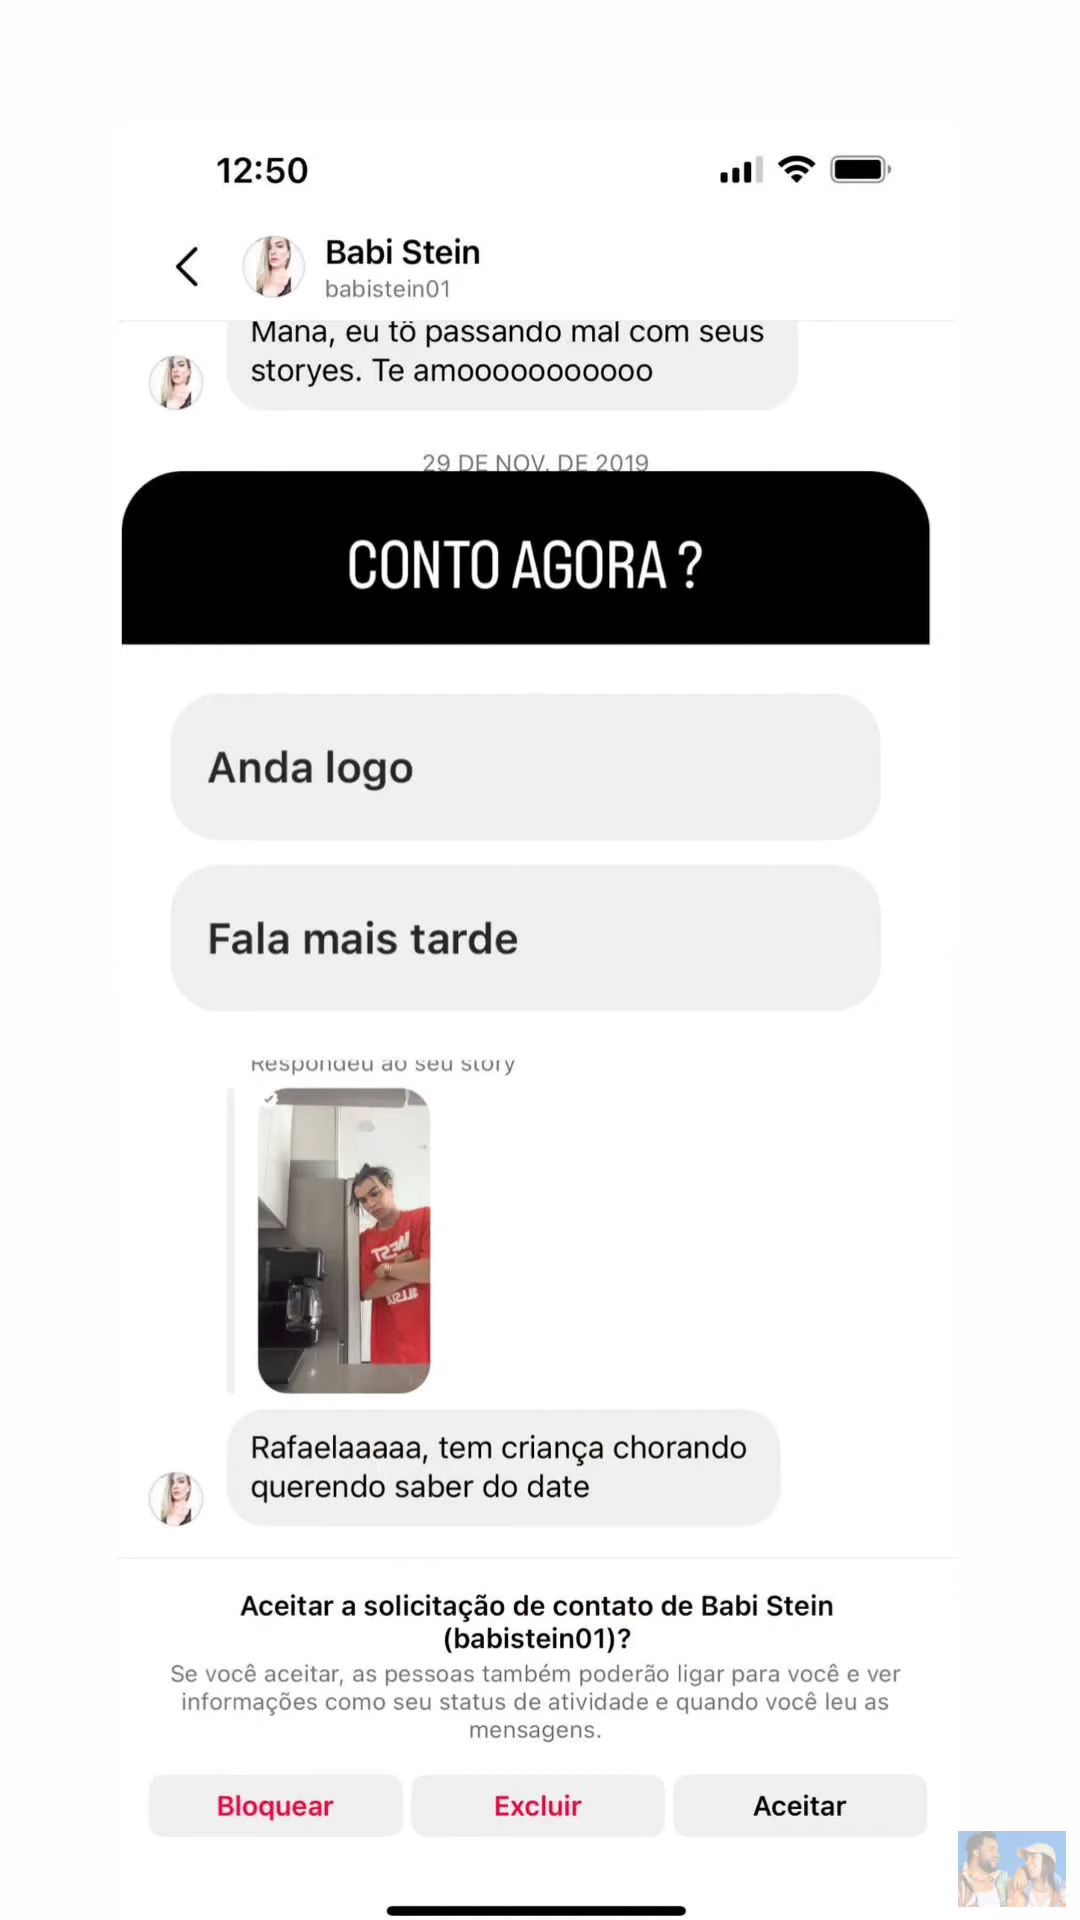 12:50
Babi Stein
babistein01
Mana, eu tô passando mal com seus
storyes. Te amooooooooooo
29 DE NOV. DE 2019
CONTO AGORA ?
Anda logo
Fala mais tarde
Respondeu ao seu story
Rafaelaaaaa, tem criança chorando
querendo saber do date
Aceitar a solicitação de contato de Babi Stein
(babistein01)?
Se você aceitar, as pessoas também poderão ligar para você e ver
informações como seu status de atividade e quando você leu as
mensagens.
Bloquear
Excluir
Aceitar